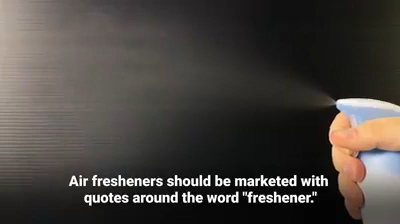 Air fresheners should be marketed with
quotes around the word "freshener."